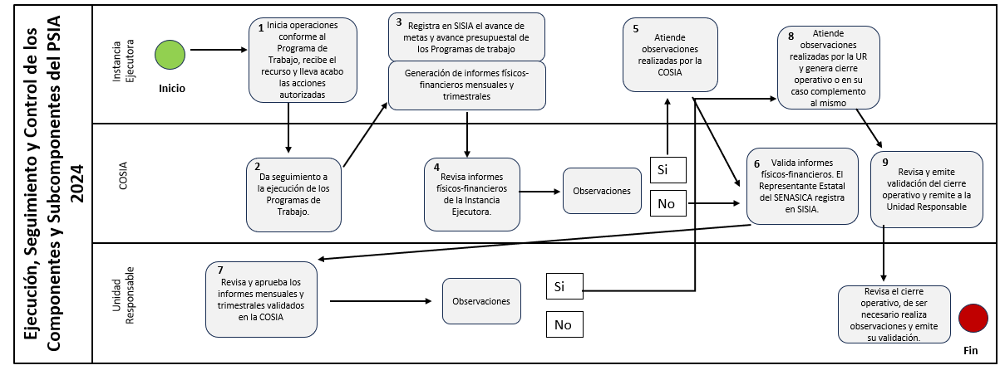 Ejecución, Seguimiento y Control de los
Componentes y Subcomponentes del PSIA
2024
Instancia
Ejecutora
Inicio
1 Inicia operaciones
conforme al
Programa de
Trabajo, recibe el
recurso y lleva acabo
las acciones
autorizadas
3
Registra en SISIA el avance de
metas y avance presupuestal de
los Programas de trabajo
Generación de informes físicos-
financieros mensuales y
trimestrales
5
Atiende
observaciones
realizadas por la
COSIA
8
Atiende
observaciones
realizadas por la UR
y genera cierre
operativo o en su
caso complemento
al mismo
COSIA
2
Da seguimiento a
la ejecución de los
Programas de
Trabajo.
4
Revisa informes
físicos-financieros
de la Instancia
Ejecutora.
Observaciones
Si
No
6
Valida informes
físicos-financieros. El
Representante Estatal
del SENASICA registra
en SISIA.
9
Revisa y emite
validación del cierre
operativo y remite a la
Unidad Responsable
Unidad
Responsable
7
Revisa y aprueba los
informes mensuales y
trimestrales validados
en la COSIA
Observaciones
Si
No
Revisa el cierre
operativo, de ser
necesario realiza
observaciones y emite
su validación.
Fin